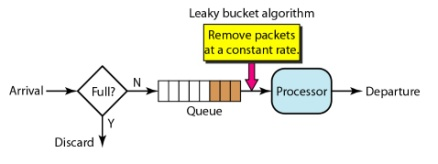 Leaky bucket algorithm
Remove packets
at a constant rate.
Arrival
Full?
N
Processor
Departure
Queue
Y
Discard